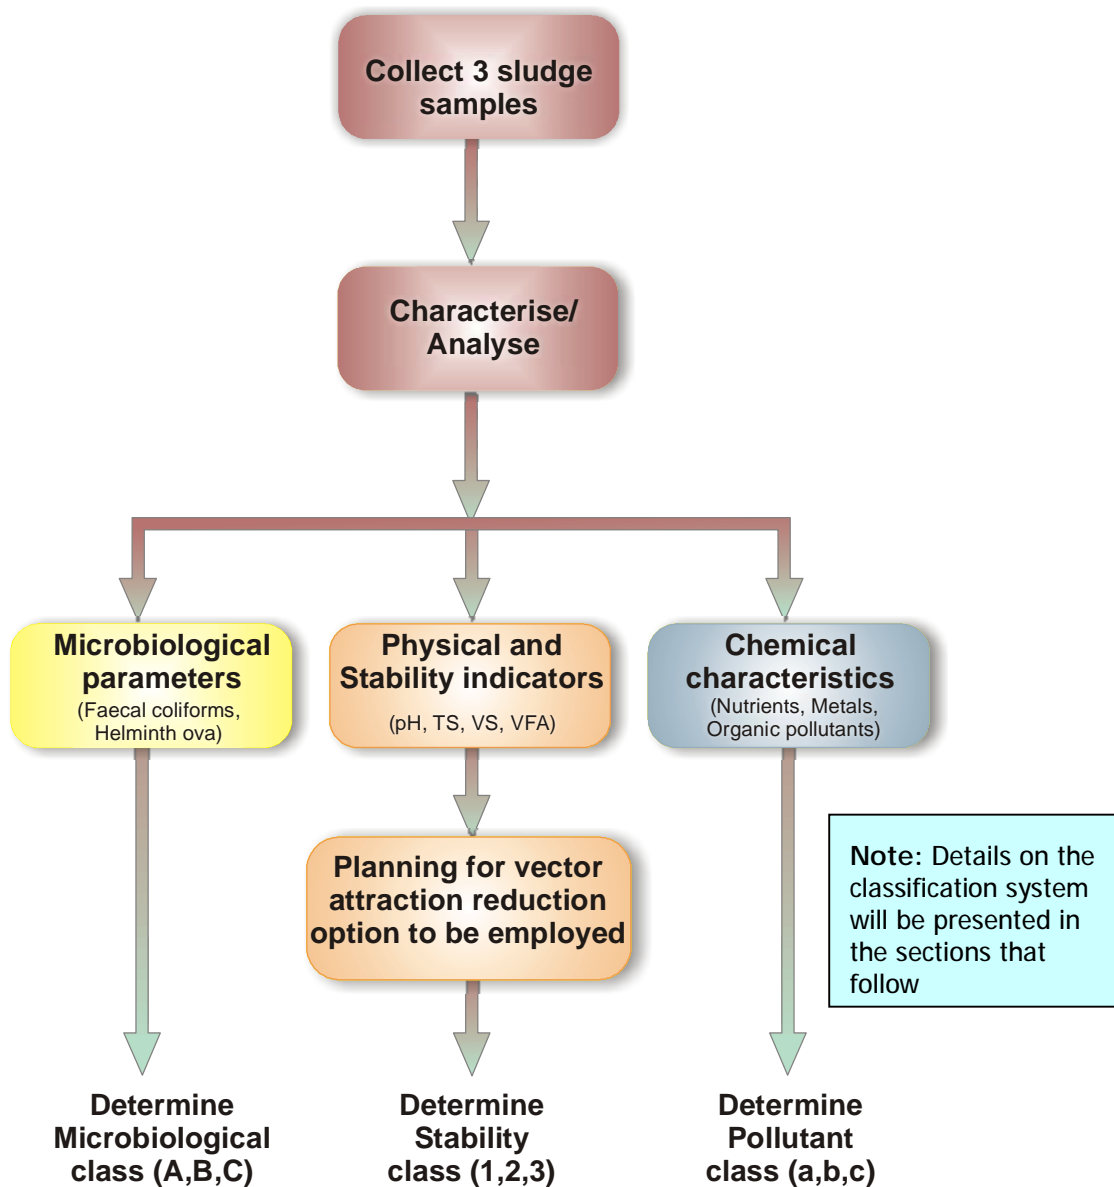 Collect 3 sludge
samples
Characterise/
Analyse
Microbiological
parameters
(Faecal coliforms,
Helminth ova)
Physical and
Stability indicators
(pH, TS, VS, VFA)
Chemical
characteristics
(Nutrients, Metals,
Organic pollutants)
Planning for vector
attraction reduction
option to be employed
Note: Details on the
classification system
will be presented in
the sections that
follow
Determine
Microbiological
class (A,B,C)
Determine
Stability
class (1,2,3)
Determine
Pollutant
class (a,b,c)